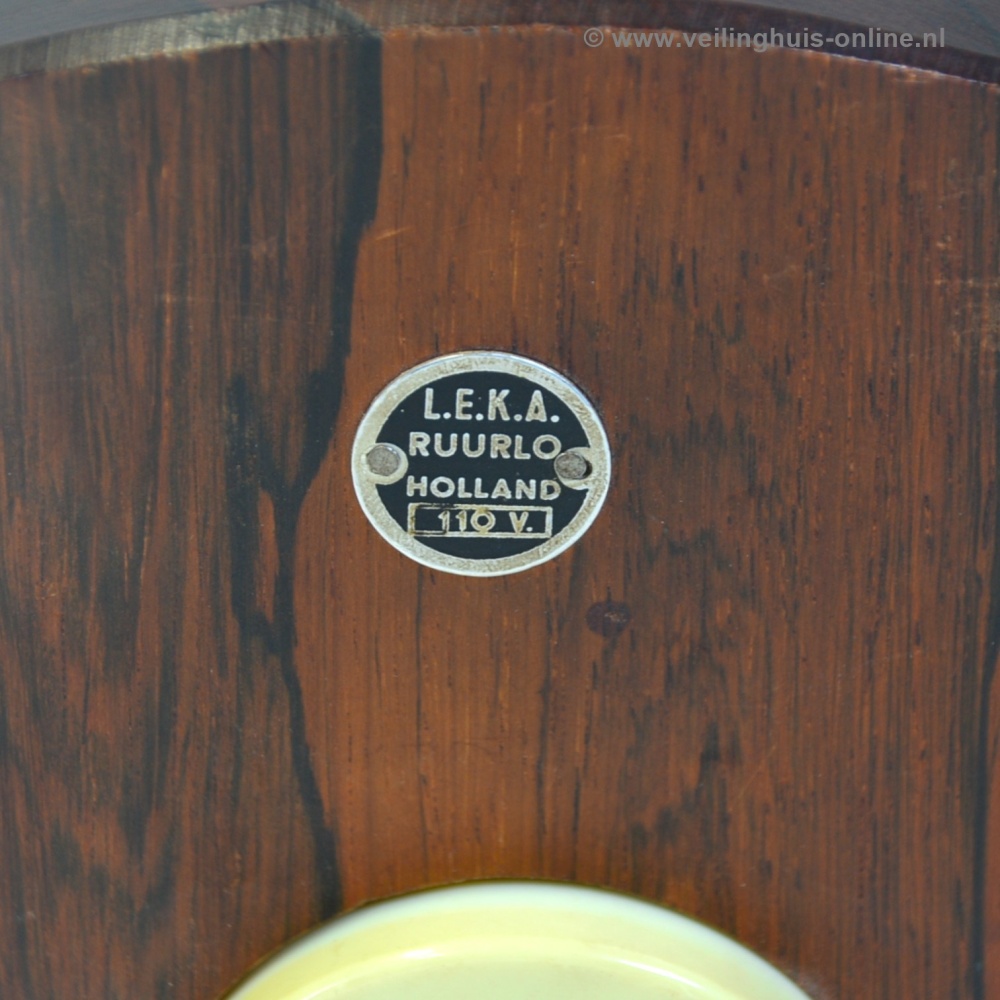 © www.veilinghuis-online.nl
L.E.K.A.
RUURLO
HOLLAND
110 V.